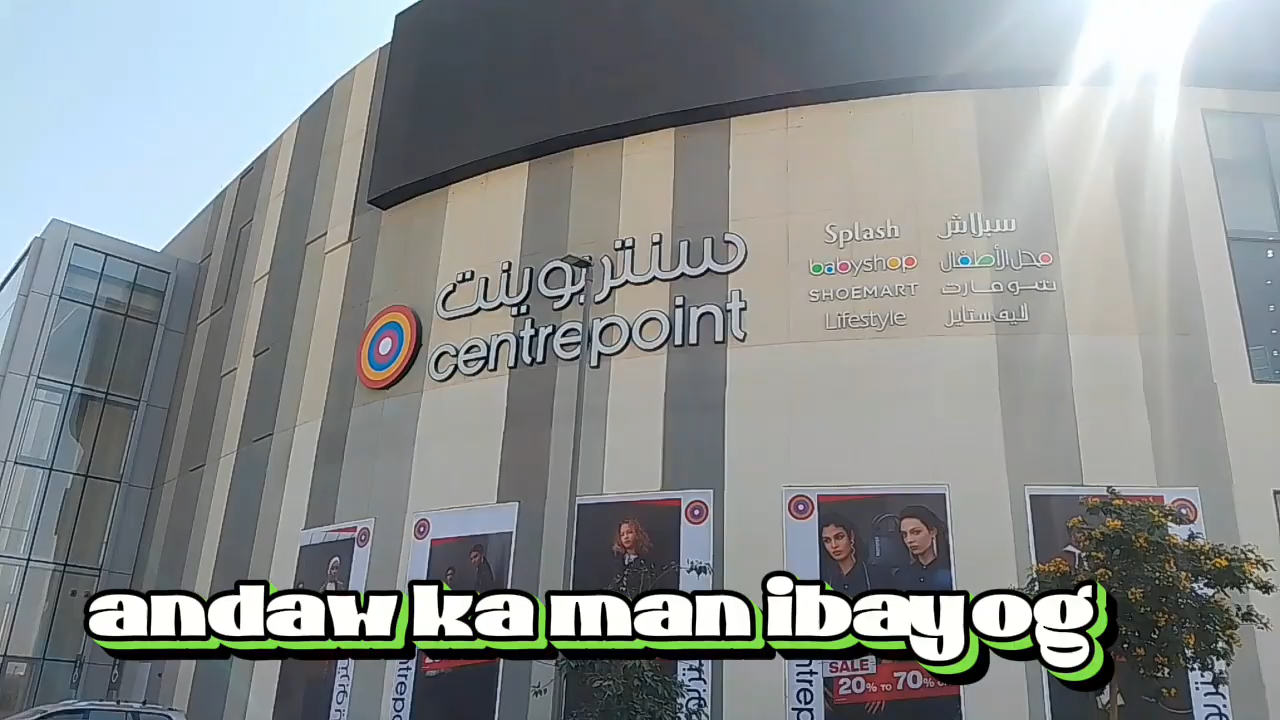 سنتربوينت
centrepoint
Splash سبلاش
babyshop محل الأطفال
SHOEMART شومارت
Lifestyle لايف ستايل
andaw ka man ibayog
SALE
20% TO 70%